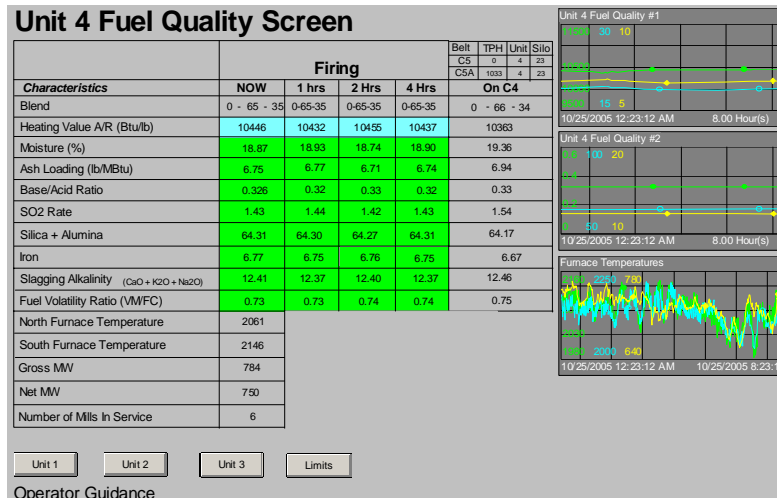 Unit 4 Fuel Quality Screen
Firing
Belt TPH Unit Silo
C5 0 4 23
C5A 1033 4 23
Characteristics NOW 1 hrs 2 Hrs 4 Hrs On C4
Blend 0 - 65 - 35 0-65-35 0-65-35 0-65-35 0 - 66 - 34
Heating Value A/R (Btu/lb) 10446 10432 10455 10437 10363
Moisture (%) 18.87 18.93 18.74 18.90 19.36
Ash Loading (lb/MBtu) 6.75 6.77 6.71 6.74 6.94
Base/Acid Ratio 0.326 0.32 0.33 0.32 0.33
SO2 Rate 1.43 1.44 1.42 1.43 1.54
Silica + Alumina 64.31 64.30 64.27 64.31 64.17
Iron 6.77 6.75 6.76 6.75 6.67
Slagging Alkalinity (CaO + K2O + Na2O) 12.41 12.37 12.40 12.37 12.46
Fuel Volatility Ratio (VM/FC) 0.73 0.73 0.74 0.74 0.75
North Furnace Temperature 2061
South Furnace Temperature 2146
Gross MW 784
Net MW 750
Number of Mills In Service 6
Unit 1 Unit 2 Unit 3 Limits
Operator Guidance
Unit 4 Fuel Quality #1
11500 30 10
10500
15 5
10/25/2005 12:23:12 AM 8.00 Hour(s)
Unit 4 Fuel Quality #2
0.6 100 20
0.4
0.2
0 50 10
10/25/2005 12:23:12 AM 8.00 Hour(s)
Furnace Temperatures
2250 780
2000 640
10/25/2005 12:23:12 AM 10/25/2005 8:23:1